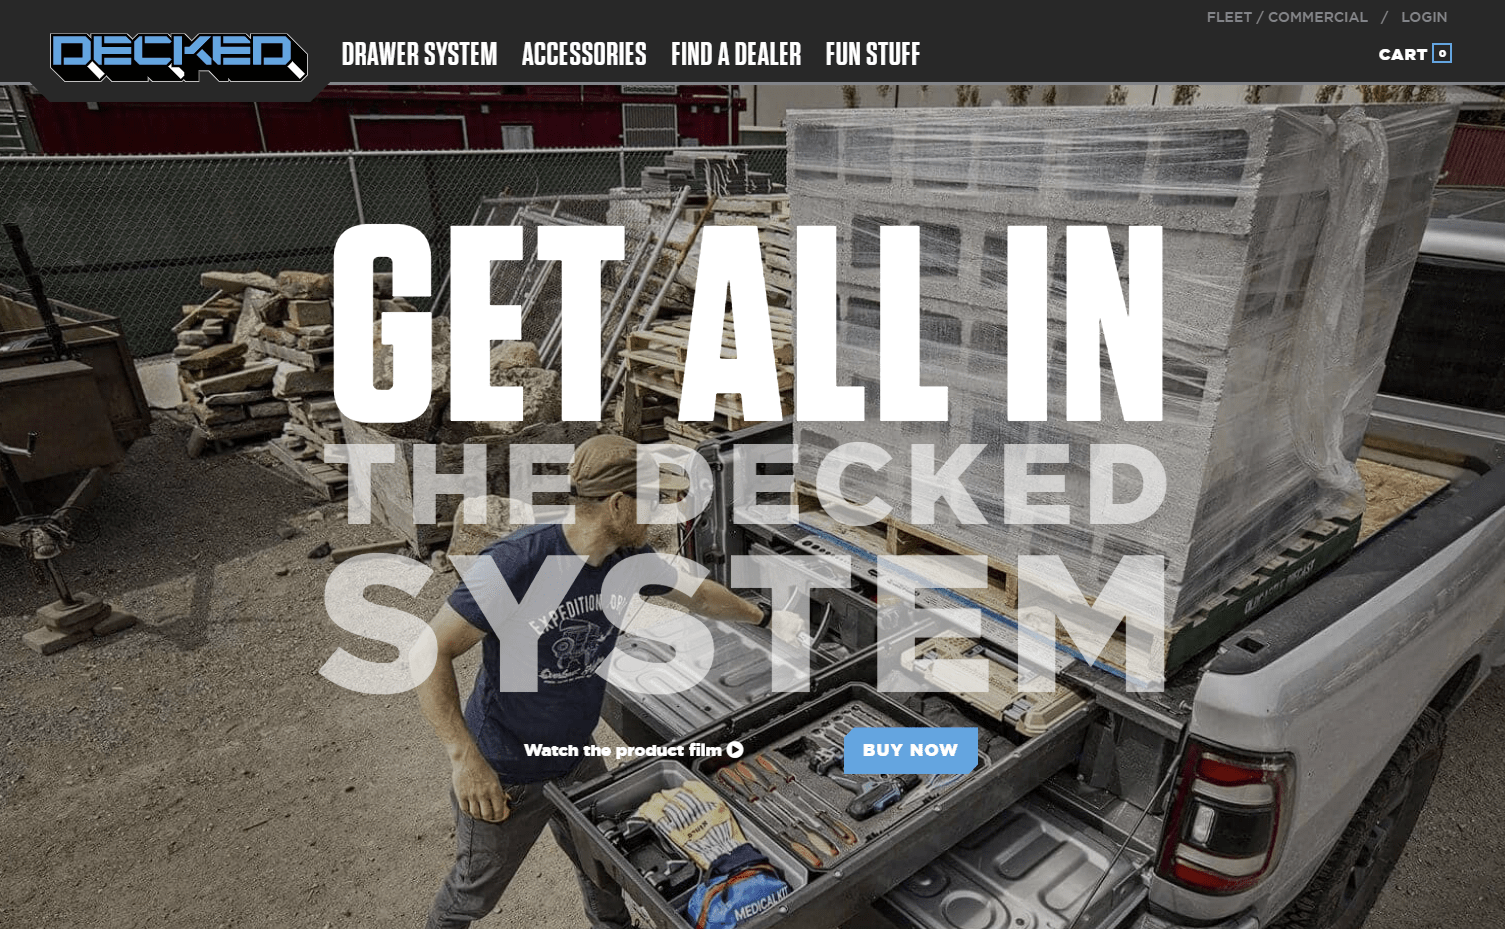 FLEET / COMMERCIAL / LOGIN
DECKED
DRAWER SYSTEM ACCESSORIES FIND A DEALER FUN STUFF
CART 0
GET ALL IN
THE DECKED
SYSTEM
EXPEDITION
Watch the product film
BUY NOW
MEDICAL KIT